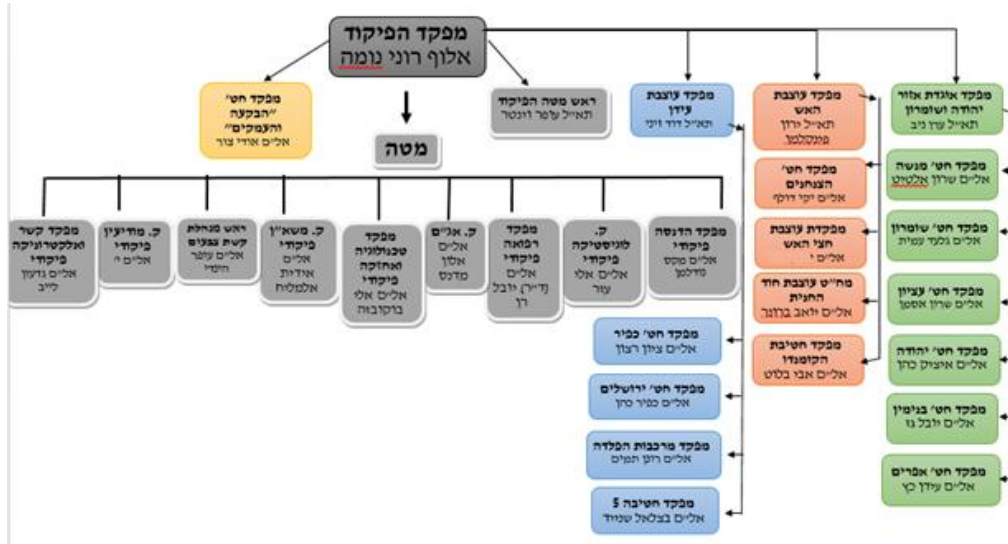 מפקד הפיקוד
אלוף רוני נומה
מפקד אוגדת אזור
יהודה ושומרון
תא"ל ערן ניב
מפקד עוצבת
האש
תא"ל ירון
פינקלמן
מפקד עוצבת
עידן
תא"ל דוד זיני
ראש מטה הפיקוד
תא"ל עופר וינטר
מפקד חט'
"הבקעה
והעמקים"
אל"ם אודי צור
מטה
מפקד חט' מנשה
אל"ם שרון אלטיט
מפקד חט' שומרון
אל"ם גלעד עמית
מפקד חט' עציון
אל"ם שרון אסמן
מפקד חט' יהודה
אל"ם איציק כהן
מפקד חט' בנימין
אל"ם יובל גז
מפקד חט' אפרים
אל"ם עידן כץ
מפקד חט'
הצנחנים
אל"ם יקי דולף
מפקדת עוצבת
חצי האש
אל"ם י
מח"ט עוצבת חוד
החנית
אל"ם יואב ברונר
מפקד חטיבת
הקומנדו
אל"ם אבי בלוט
מפקד הנדסה
פיקודי
אל"ם מקס
נודלמן
ק.
לוגיסטיקה
פיקודי
אל"ם אלי
עזר
מפקד
רפואה
פיקודי
אל"ם
(ד"ר) יובל
רן
ק. אג"ם
אל"ם
אלון
מדנס
מפקד
טכנולוגיה
ואחזקה
פיקודי
אל"ם אלי
בוקובזה
ק. משא"ן
פיקודי
אל"ם
אידית
אלמליח
ראש מנהלת
קשת צבעים
אל"ם עופר
הינדי
ק. מודיעין
פיקודי
אל"ם י'
מפקד קשר
ואלקטרוניקה
פיקודי
אל"ם גדעון
לייב
מפקד חט' כפיר
אל"ם ציון רצון
מפקד חט' ירושלים
אל"ם כפיר כהן
מפקד מרכבות הפלדה
אל"ם רונן תמים
מפקד חטיבה 5
אל"ם בצלאל שנייד